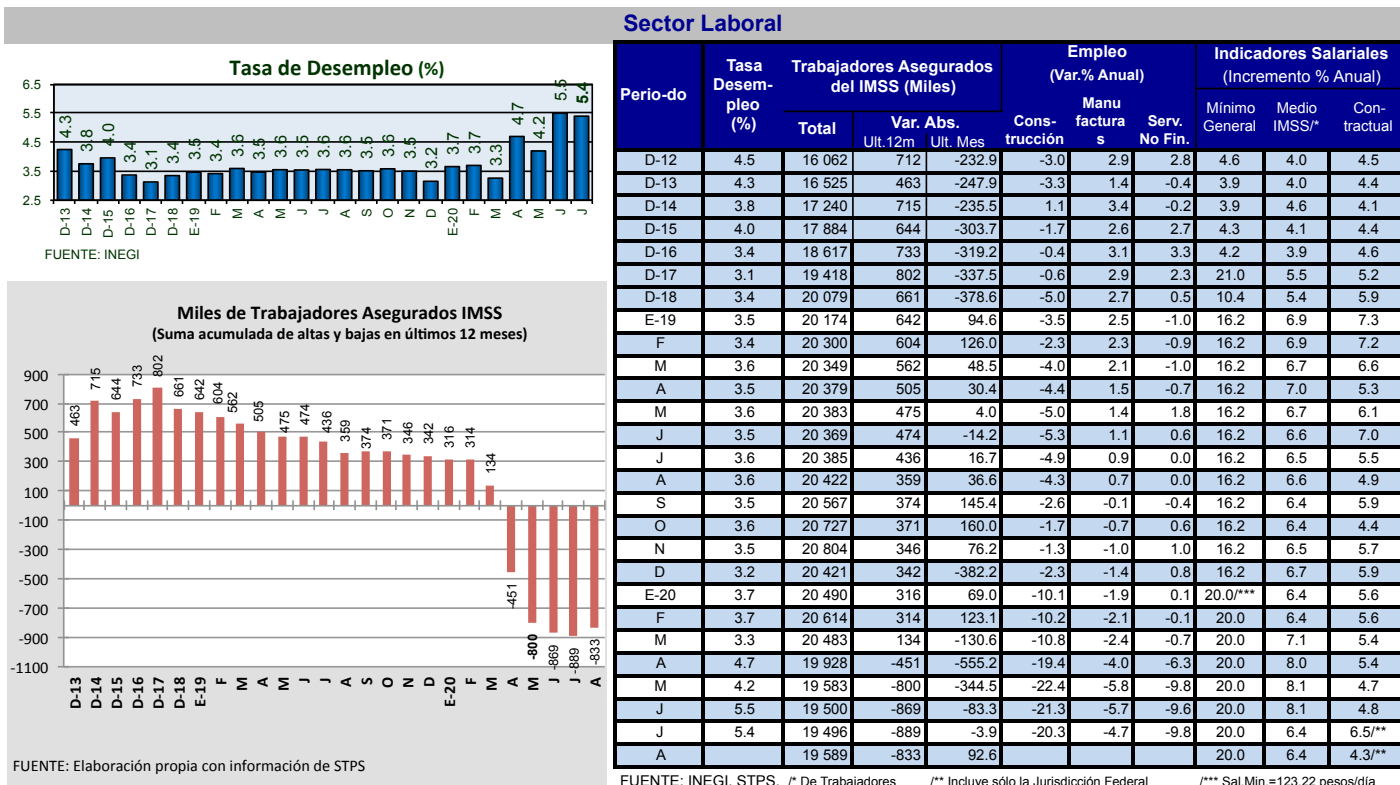 Sector Laboral
Tasa de Desempleo (%)
6.5
5.5
4.5
3.5
2.5
4.3 3.8 4.0 3.4 3.1 3.4 3.5 3.4 3.6 3.5 3.6 3.5 3.6 3.6 3.5 3.6 3.5 3.2 3.7 3.7 3.3 4.7 4.2 5.5 5.4
D-13 D-14 D-15 D-16 D-17 D-18 E-19 F M A M J J A S O N D E-20 F M A M J J
FUENTE: INEGI
Miles de Trabajadores Asegurados IMSS
(Suma acumulada de altas y bajas en últimos 12 meses)
900
700
500
300
100
-100
-300
-500
-700
-900
-1100
463 715 644 733 802 661 642 604 562 505 475 474 436 359 374 371 346 342 316 314 134 -451 -800 -869 -889 -833
D-13 D-14 D-15 D-16 D-17 D-18 E-19 F M A M J J A S O N D E-20 F M A M J J A
FUENTE: Elaboración propia con información de STPS
Perio-do
Tasa
Desem-
pleo
(%)
Trabajadores Asegurados
del IMSS (Miles)
Total
Var. Abs.
Ult.12m Ult. Mes
Empleo
(Var.% Anual)
Cons-
trucción
Manu
factura
s
Serv.
No Fin.
Indicadores Salariales
(Incremento % Anual)
Mínimo
General
Medio
IMSS/*
Con-
tractual
D-12 4.5 16 062 712 -232.9 -3.0 2.9 2.8 4.6 4.0 4.5
D-13 4.3 16 525 463 -247.9 -3.3 1.4 -0.4 3.9 4.0 4.4
D-14 3.8 17 240 715 -235.5 1.1 3.4 -0.2 3.9 4.6 4.1
D-15 4.0 17 884 644 -303.7 -1.7 2.6 2.7 4.3 4.1 4.4
D-16 3.4 18 617 733 -319.2 -0.4 3.1 3.3 4.2 3.9 4.6
D-17 3.1 19 418 802 -337.5 -0.6 2.9 2.3 21.0 5.5 5.2
D-18 3.4 20 079 661 -378.6 -5.0 2.7 0.5 10.4 5.4 5.9
E-19 3.5 20 174 642 94.6 -3.5 2.5 -1.0 16.2 6.9 7.3
F 3.4 20 300 604 126.0 -2.3 2.3 -0.9 16.2 6.9 7.2
M 3.6 20 349 562 48.5 -4.0 2.1 -1.0 16.2 6.7 6.6
A 3.5 20 379 505 30.4 -4.4 1.5 -0.7 16.2 7.0 5.3
M 3.6 20 383 475 4.0 -5.0 1.4 1.8 16.2 6.7 6.1
J 3.5 20 369 474 -14.2 -5.3 1.1 0.6 16.2 6.6 7.0
J 3.6 20 385 436 16.7 -4.9 0.9 0.0 16.2 6.5 5.5
A 3.6 20 422 359 36.6 -4.3 0.7 0.0 16.2 6.6 4.9
S 3.5 20 567 374 145.4 -2.6 -0.1 -0.4 16.2 6.4 5.9
O 3.6 20 727 371 160.0 -1.7 -0.7 0.6 16.2 6.4 4.4
N 3.5 20 804 346 76.2 -1.3 -1.0 1.0 16.2 6.5 5.7
D 3.2 20 421 342 -382.2 -2.3 -1.4 0.8 16.2 6.7 5.9
E-20 3.7 20 490 316 69.0 -10.1 -1.9 0.1 20.0/*** 6.4 5.6
F 3.7 20 614 314 123.1 -10.2 -2.1 -0.1 20.0 6.4 5.6
M 3.3 20 483 134 -130.6 -10.8 -2.4 -0.7 20.0 7.1 5.4
A 4.7 19 928 -451 -555.2 -19.4 -4.0 -6.3 20.0 8.0 5.4
M 4.2 19 583 -800 -344.5 -22.4 -5.8 -9.8 20.0 8.1 4.7
J 5.5 19 500 -869 -83.3 -21.3 -5.7 -9.6 20.0 8.1 4.8
J 5.4 19 496 -889 -3.9 -20.3 -4.7 -9.8 20.0 6.4 6.5/**
A 19 589 -833 92.6 20.0 6.4 4.3/**
FUENTE: INEGI, STPS. /* De Trabajadores /** Incluye sólo la Jurisdicción Federal /*** Sal.Min.=123.22 pesos/día